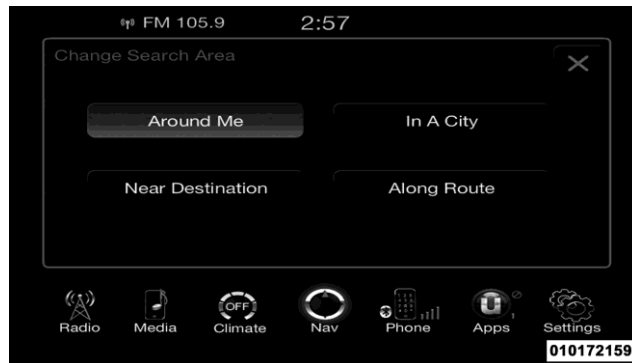 FM 105.9 2:57
Change Search Area
Around Me In A City
Near Destination Along Route
OFF
Radio Media Climate Nav Phone Apps Settings
010172159